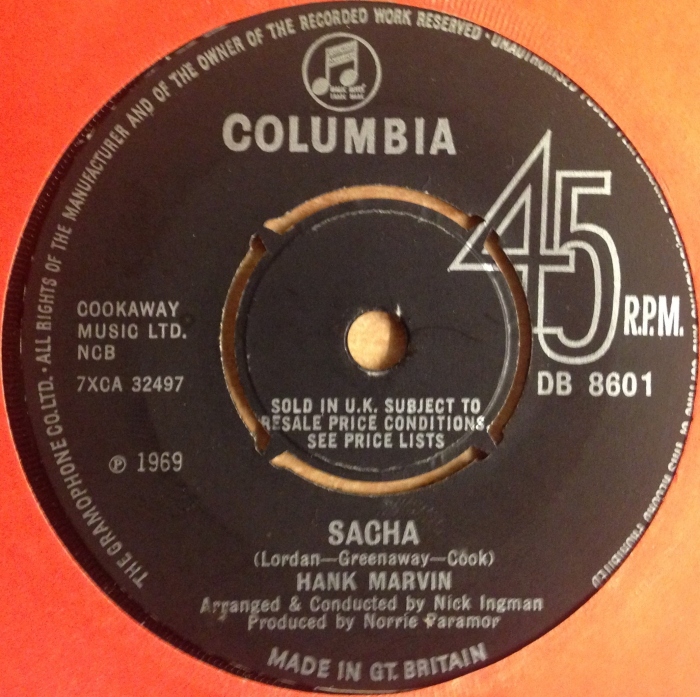 THE GRAMOPHONE CO. LTD. · ALL RIGHTS OF THE MANUFACTURER AND OF THE OWNER OF THE RECORDED WORK RESERVED · UNAUTHORISED
COLUMBIA
45
R.P.M.
COOKAWAY
MUSIC LTD.
NCB
7XCA 32497
DB 8601
SOLD IN U.K. SUBJECT TO
RESALE PRICE CONDITIONS,
SEE PRICE LISTS
Ⓟ 1969
SACHA
(Lordan—Greenaway—Cook)
HANK MARVIN
Arranged & Conducted by Nick Ingman
Produced by Norrie Paramor
MADE IN GT. BRITAIN